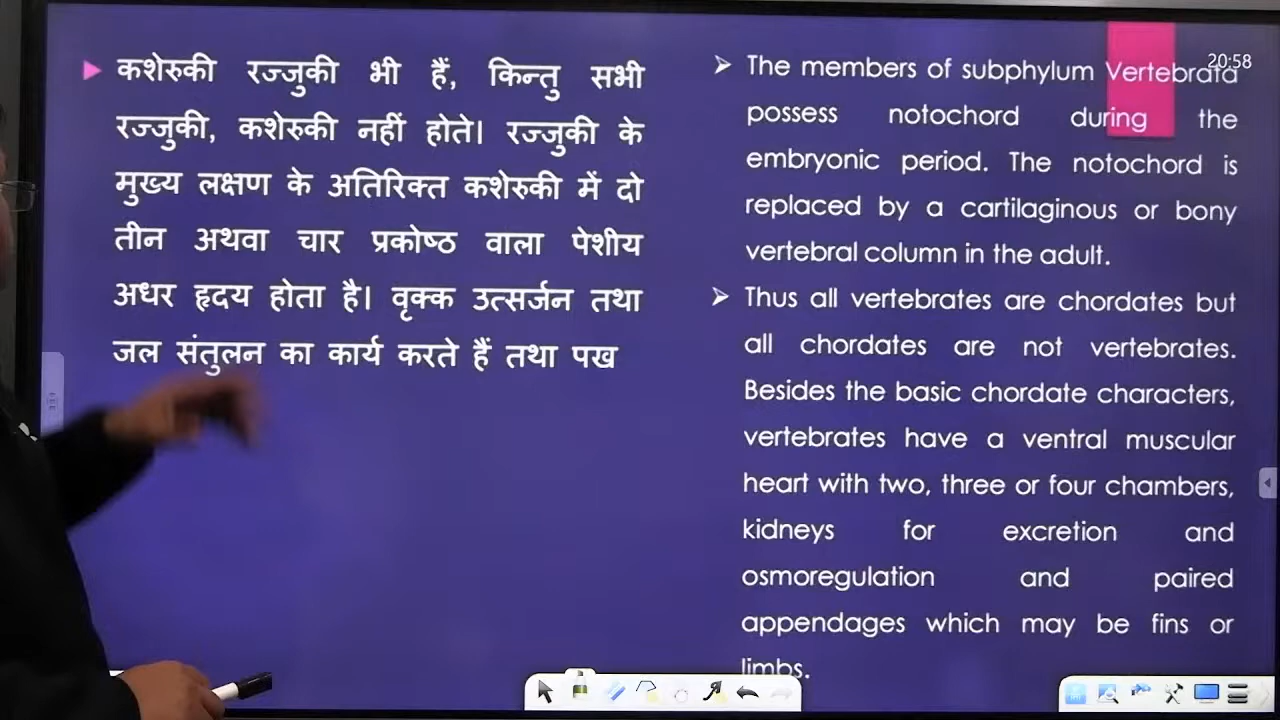 कशेरुकी रज्जुकी भी हैं, किन्तु सभी
रज्जुकी, कशेरुकी नहीं होते। रज्जुकी के
मुख्य लक्षण के अतिरिक्त कशेरुकी में दो
तीन अथवा चार प्रकोष्ठ वाला पेशीय
अधर हृदय होता है। वृक्क उत्सर्जन तथा
जल संतुलन का कार्य करते हैं तथा पख
20:58
The members of subphylum Vertebrata
possess notochord during the
embryonic period. The notochord is
replaced by a cartilaginous or bony
vertebral column in the adult.
Thus all vertebrates are chordates but
all chordates are not vertebrates.
Besides the basic chordate characters,
vertebrates have a ventral muscular
heart with two, three or four chambers,
kidneys for excretion and
osmoregulation and paired
appendages which may be fins or
limbs.